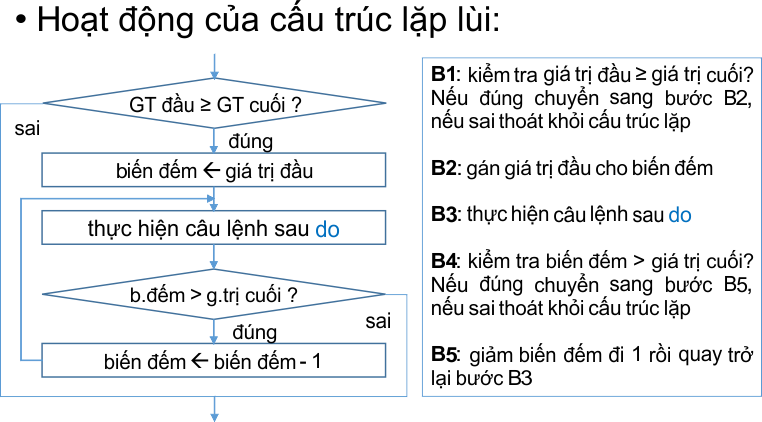 • Hoạt động của cấu trúc lặp lùi:
GT đầu ≥ GT cuối ?
sai
đúng
biến đếm ← giá trị đầu
thực hiện câu lệnh sau do
b.đếm > g.trị cuối ?
sai
đúng
biến đếm ← biến đếm - 1
B1: kiểm tra giá trị đầu ≥ giá trị cuối?
Nếu đúng chuyển sang bước B2,
nếu sai thoát khỏi cấu trúc lặp
B2: gán giá trị đầu cho biến đếm
B3: thực hiện câu lệnh sau do
B4: kiểm tra biến đếm > giá trị cuối?
Nếu đúng chuyển sang bước B5,
nếu sai thoát khỏi cấu trúc lặp
B5: giảm biến đếm đi 1 rồi quay trở
lại bước B3